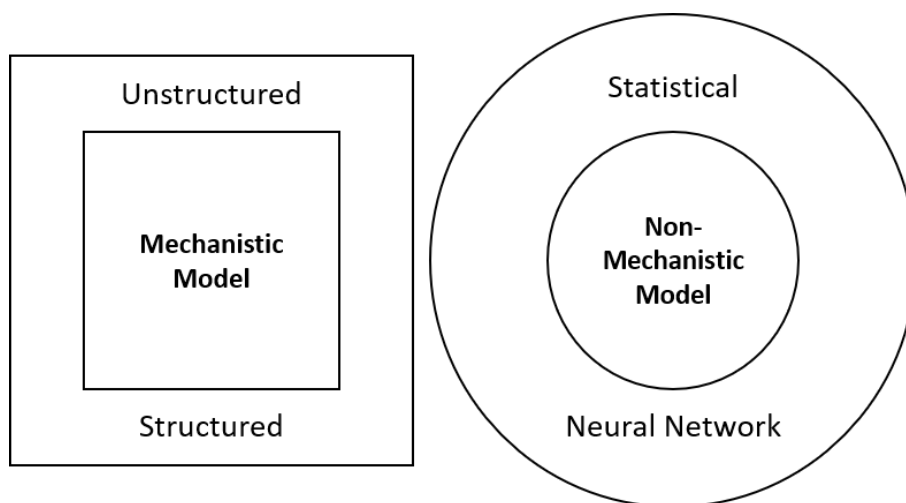 Unstructured
Mechanistic
Model
Structured
Statistical
Non-
Mechanistic
Model
Neural Network